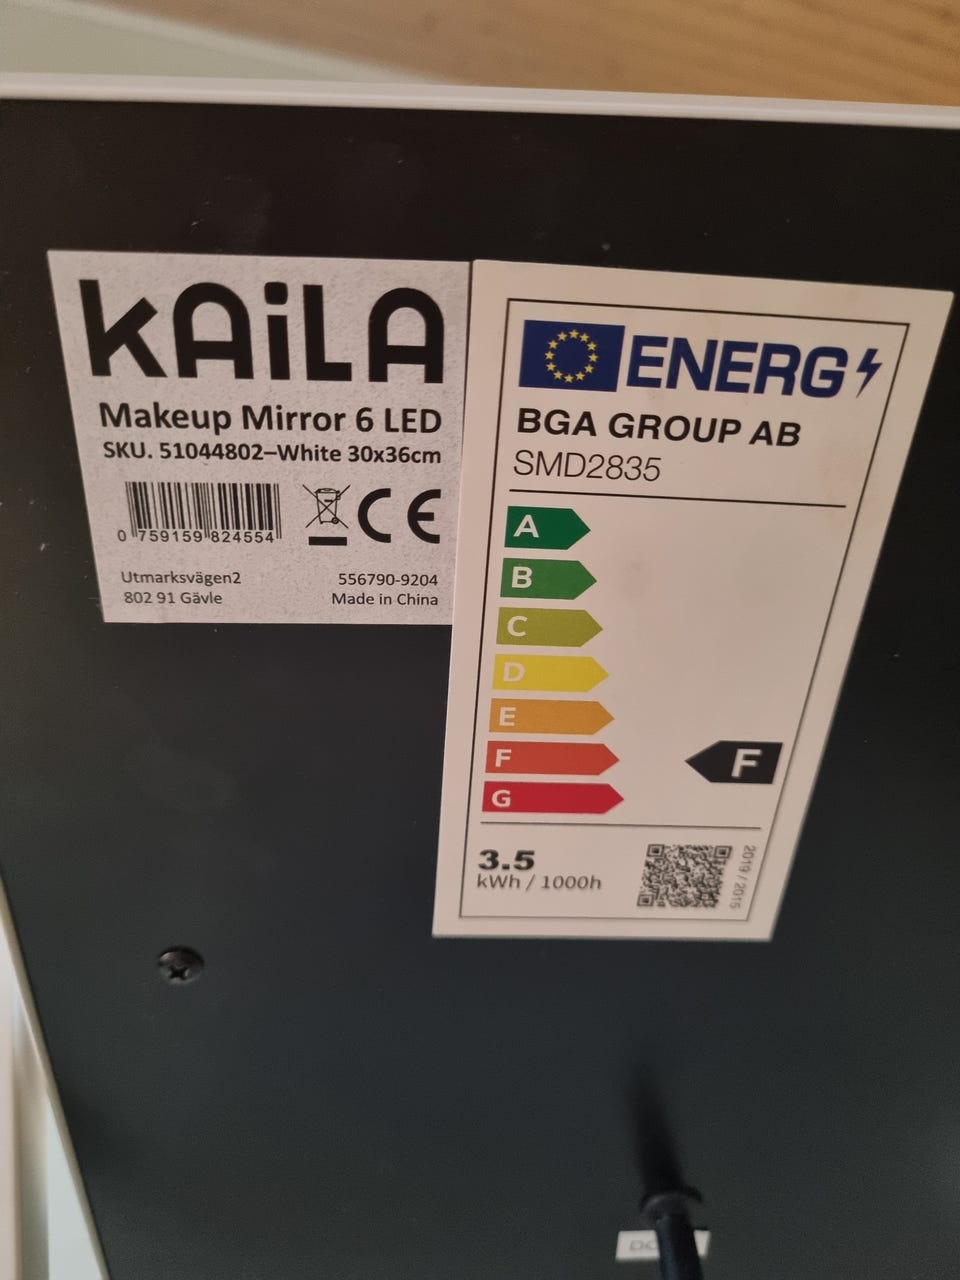 KAiLA
Makeup Mirror 6 LED
SKU. 51044802–White 30x36cm
0 759159 824554
CE
Utmarksvägen2
802 91 Gävle
556790-9204
Made in China
ENERG
BGA GROUP AB
SMD2835
A
B
C
D
E
F
F
G
3.5
kWh / 1000h
2019 / 2015